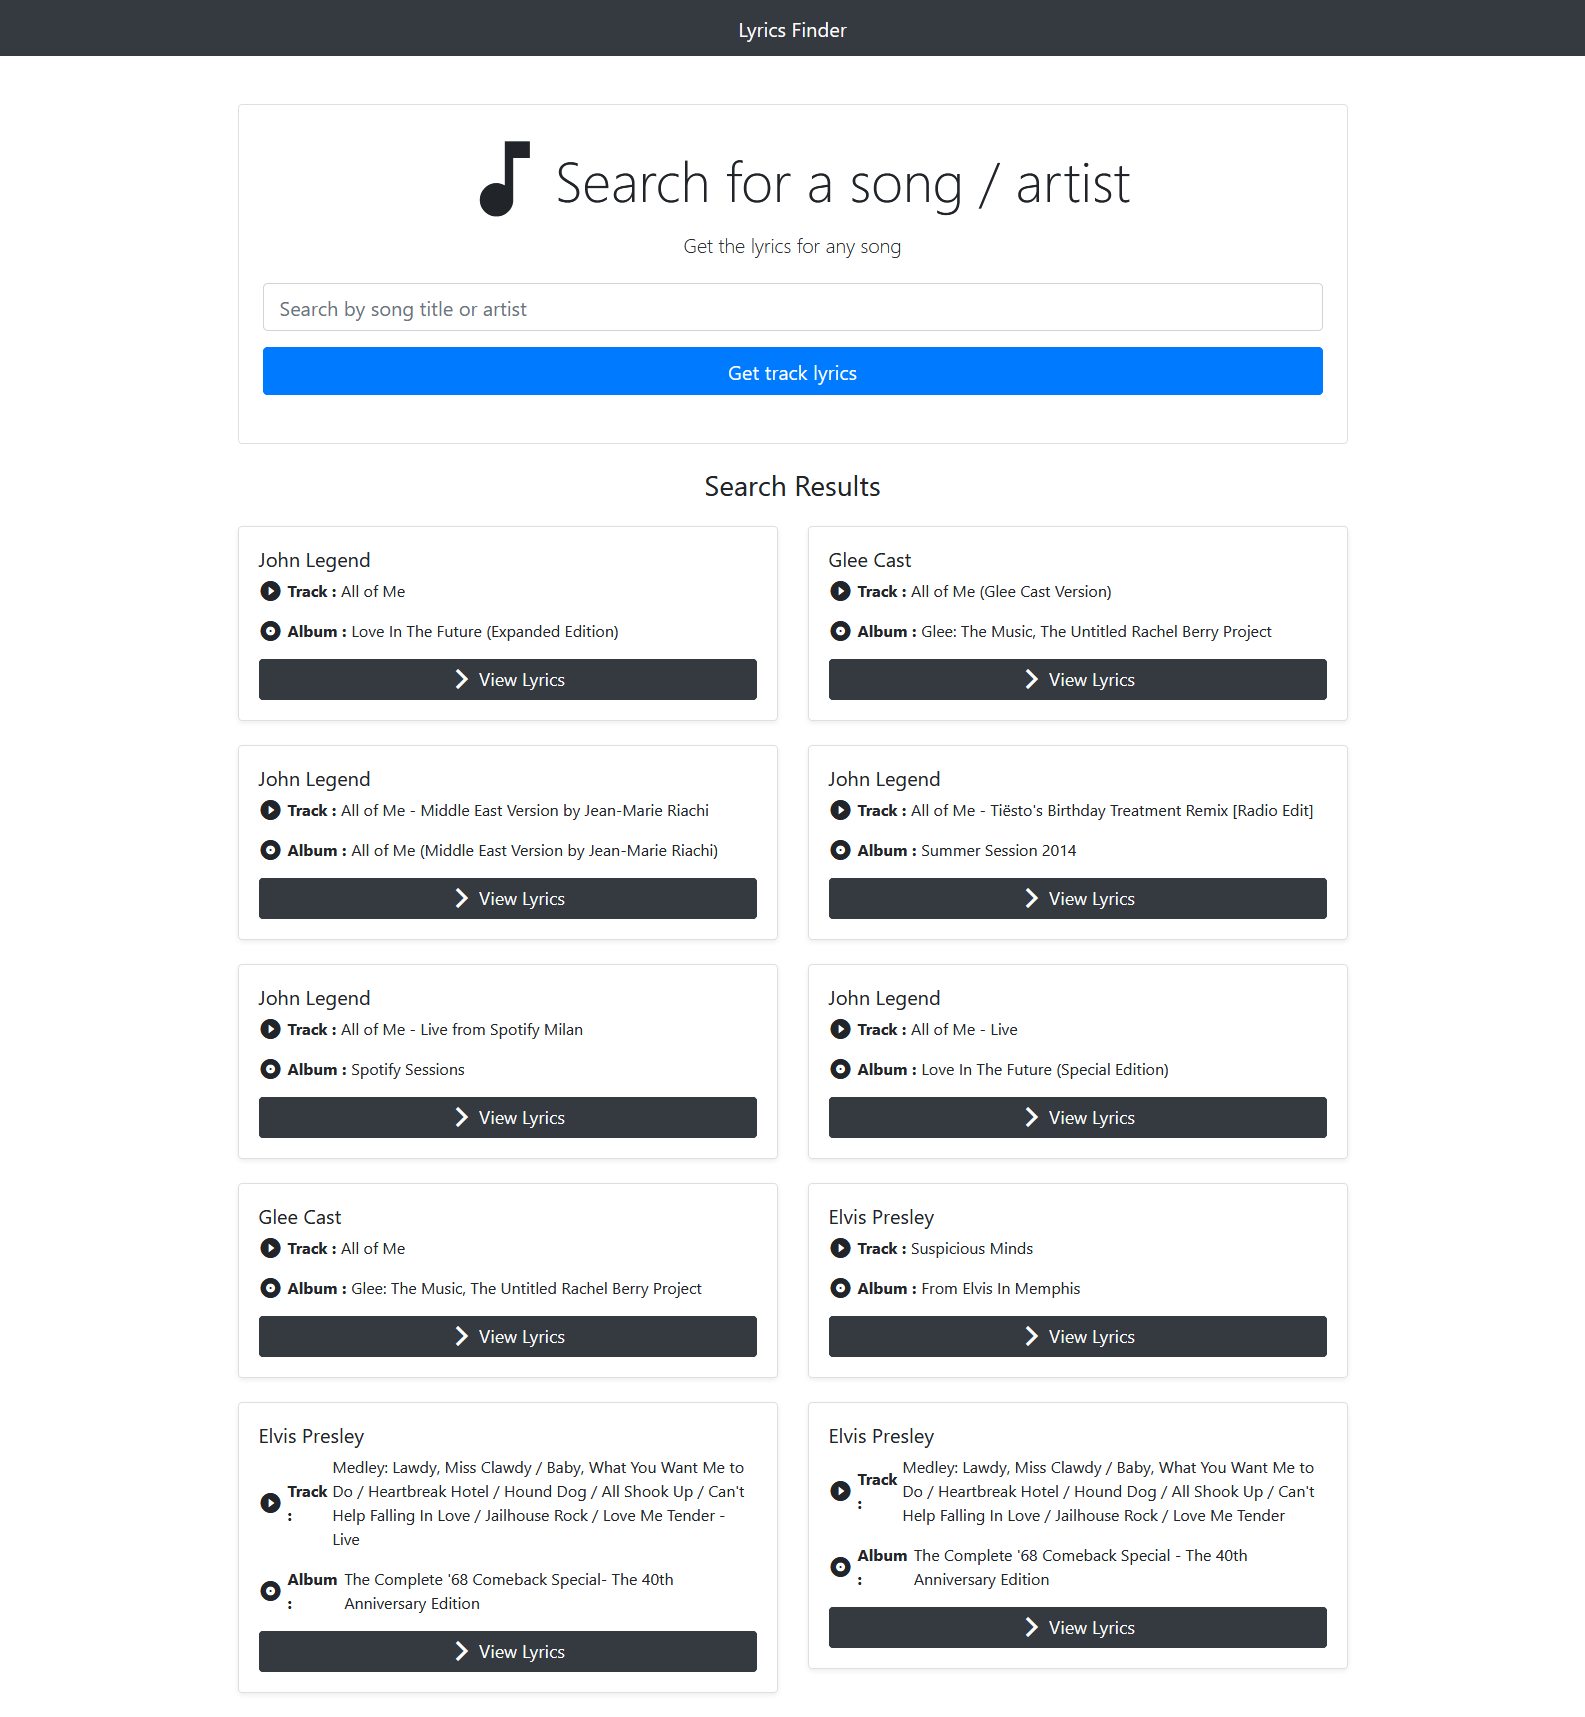 Lyrics Finder
Search for a song / artist
Get the lyrics for any song
Search by song title or artist
Get track lyrics
Search Results
John Legend
Track : All of Me
Album : Love In The Future (Expanded Edition)
View Lyrics
Glee Cast
Track : All of Me (Glee Cast Version)
Album : Glee: The Music, The Untitled Rachel Berry Project
View Lyrics
John Legend
Track : All of Me - Middle East Version by Jean-Marie Riachi
Album : All of Me (Middle East Version by Jean-Marie Riachi)
View Lyrics
John Legend
Track : All of Me - Tiësto's Birthday Treatment Remix [Radio Edit]
Album : Summer Session 2014
View Lyrics
John Legend
Track : All of Me - Live from Spotify Milan
Album : Spotify Sessions
View Lyrics
John Legend
Track : All of Me - Live
Album : Love In The Future (Special Edition)
View Lyrics
Glee Cast
Track : All of Me
Album : Glee: The Music, The Untitled Rachel Berry Project
View Lyrics
Elvis Presley
Track : Suspicious Minds
Album : From Elvis In Memphis
View Lyrics
Elvis Presley
Track :
Medley: Lawdy, Miss Clawdy / Baby, What You Want Me to
Do / Heartbreak Hotel / Hound Dog / All Shook Up / Can't
Help Falling In Love / Jailhouse Rock / Love Me Tender -
Live
Album :
The Complete '68 Comeback Special- The 40th
Anniversary Edition
View Lyrics
Elvis Presley
Track :
Medley: Lawdy, Miss Clawdy / Baby, What You Want Me to
Do / Heartbreak Hotel / Hound Dog / All Shook Up / Can't
Help Falling In Love / Jailhouse Rock / Love Me Tender
Album :
The Complete '68 Comeback Special - The 40th
Anniversary Edition
View Lyrics